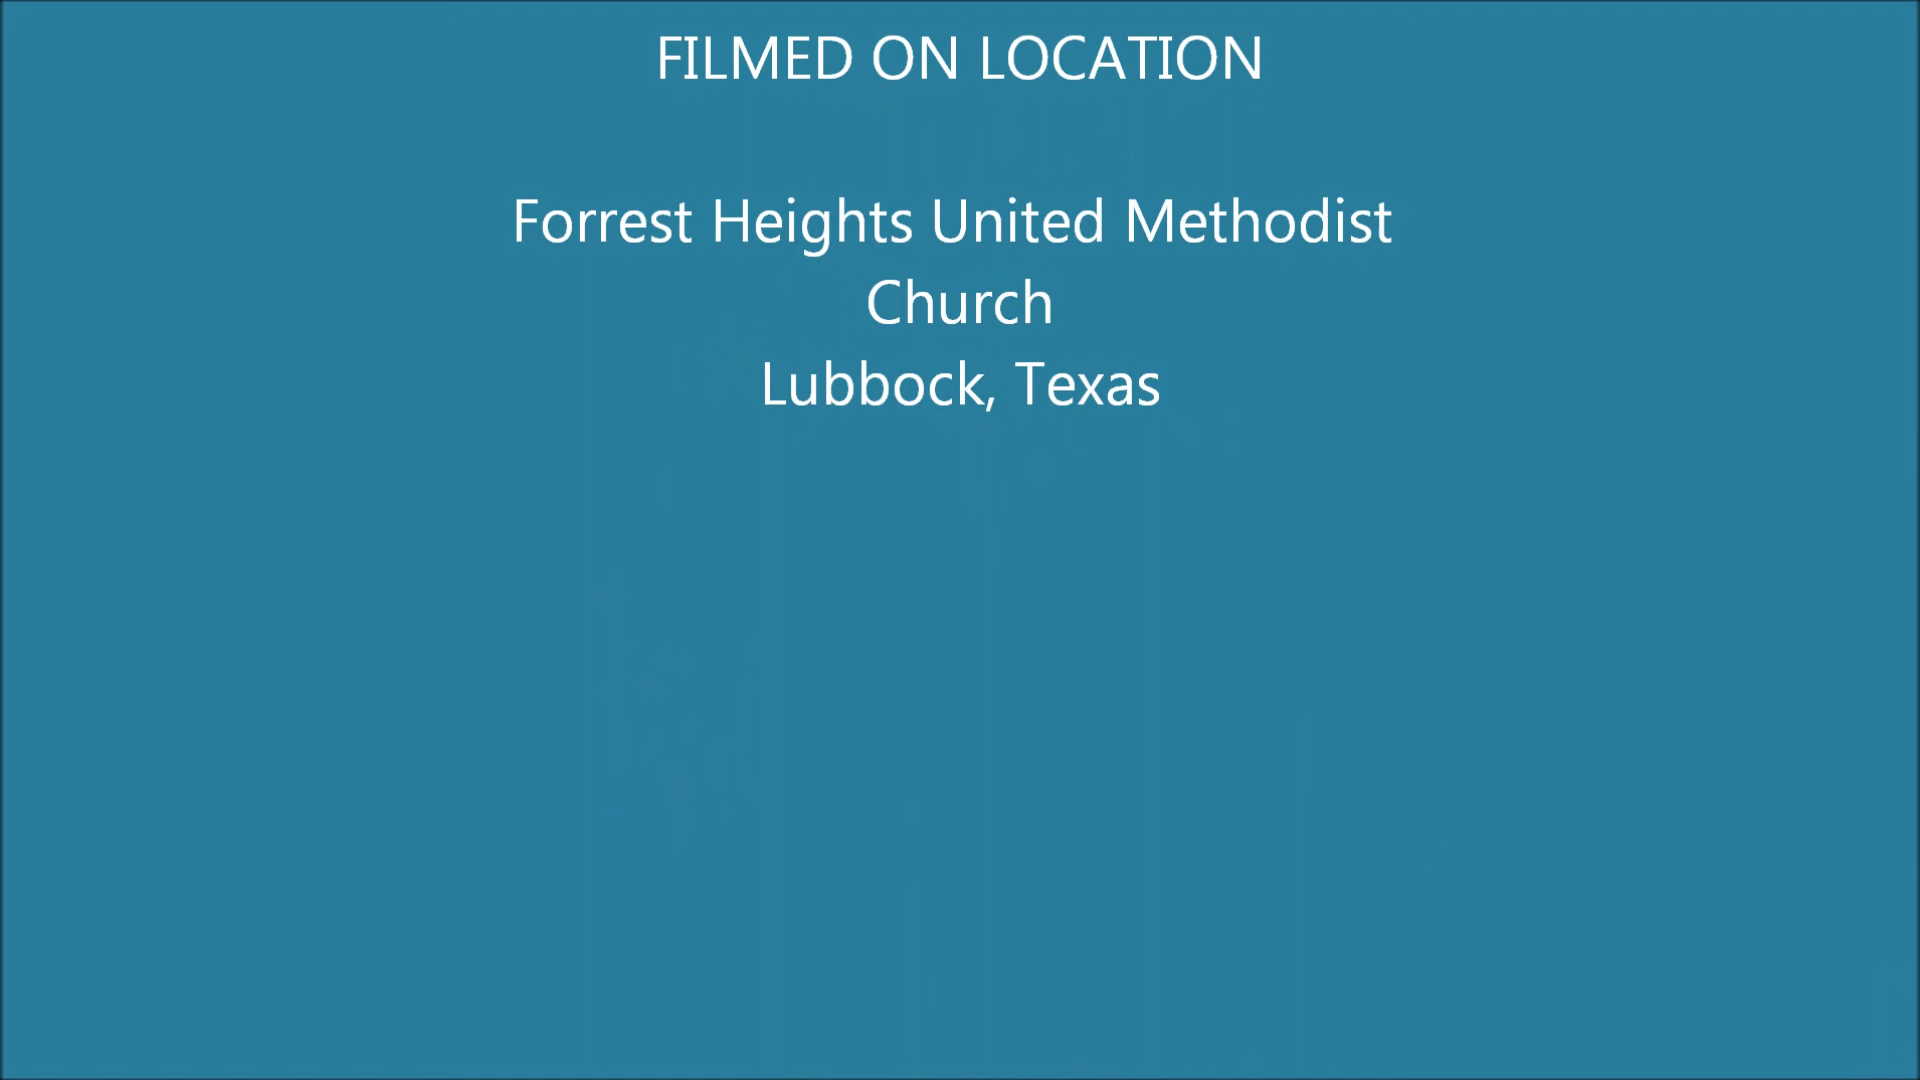 FILMED ON LOCATION
Forrest Heights United Methodist
Church
Lubbock, Texas